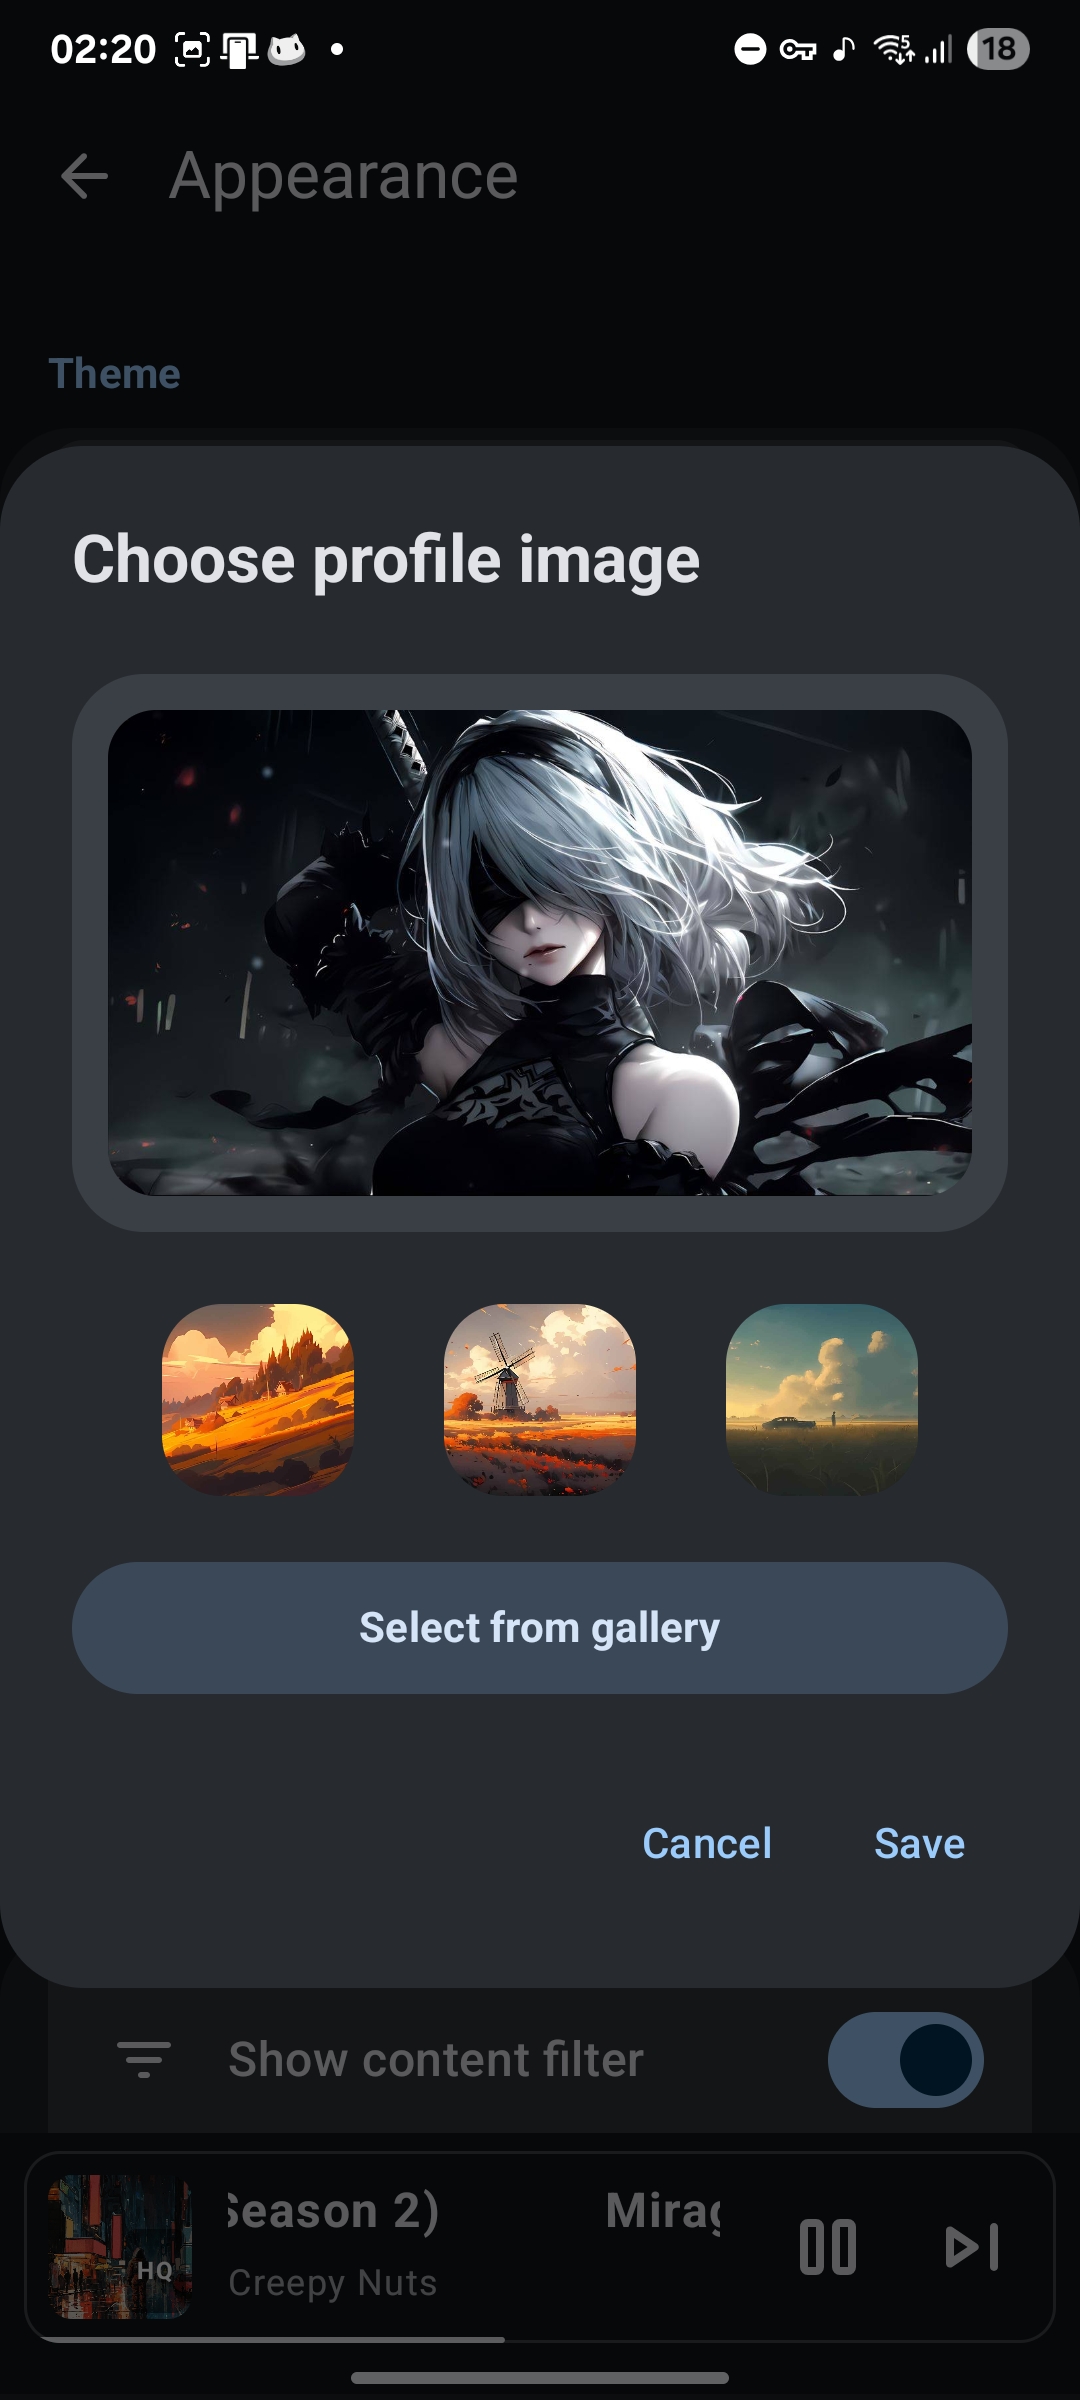 02:20
5
18
Appearance
Theme
Choose profile image
Select from gallery
Cancel
Save
Show content filter
Season 2)
Mirag
HQ
Creepy Nuts